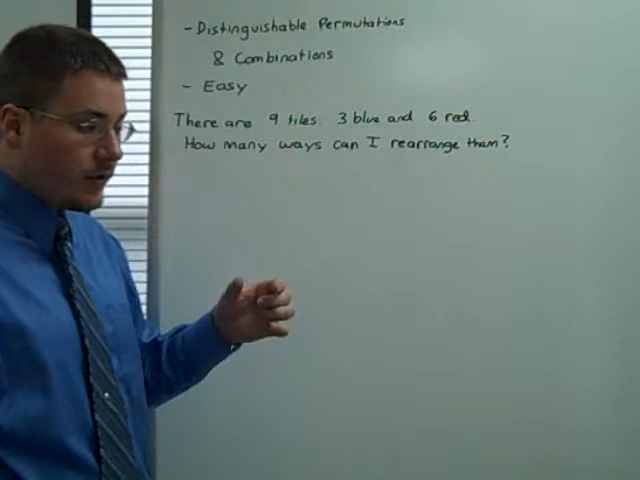 - Distinguishable Permutations
& Combinations
- Easy
There are 9 tiles. 3 blue and 6 red.
How many ways can I rearrange them?